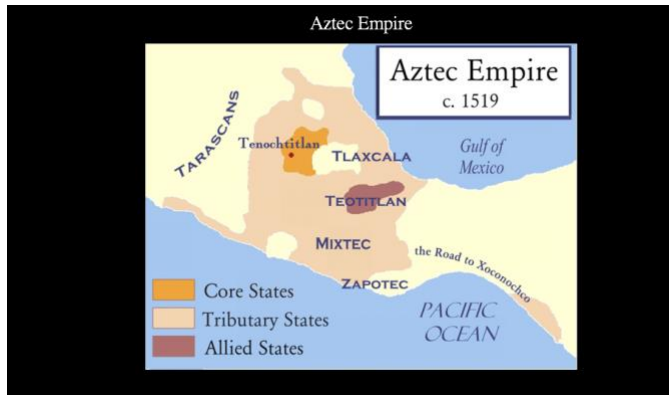 Aztec Empire
Aztec Empire
c. 1519
TARASCANS
Tenochtitlan
TLAXCALA
Gulf of
Mexico
TEOTITLAN
MIXTEC
the Road to Xoconochco
ZAPOTEC
Core States
Tributary States
Allied States
PACIFIC
OCEAN